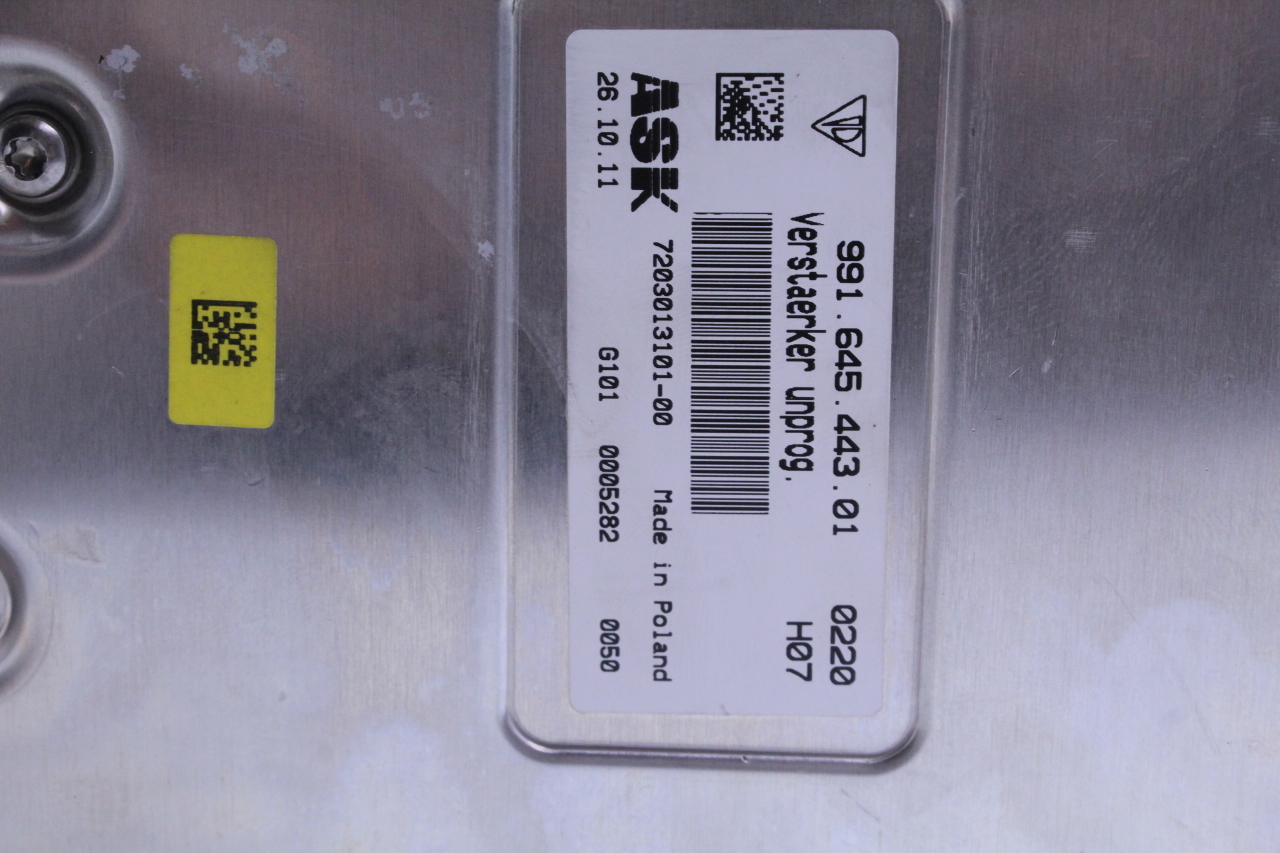 991.645.443.01 0220
Verstaerker unprog. H07
ASK 7203013101-00 Made in Poland
26.10.11 G101 0005282 0050